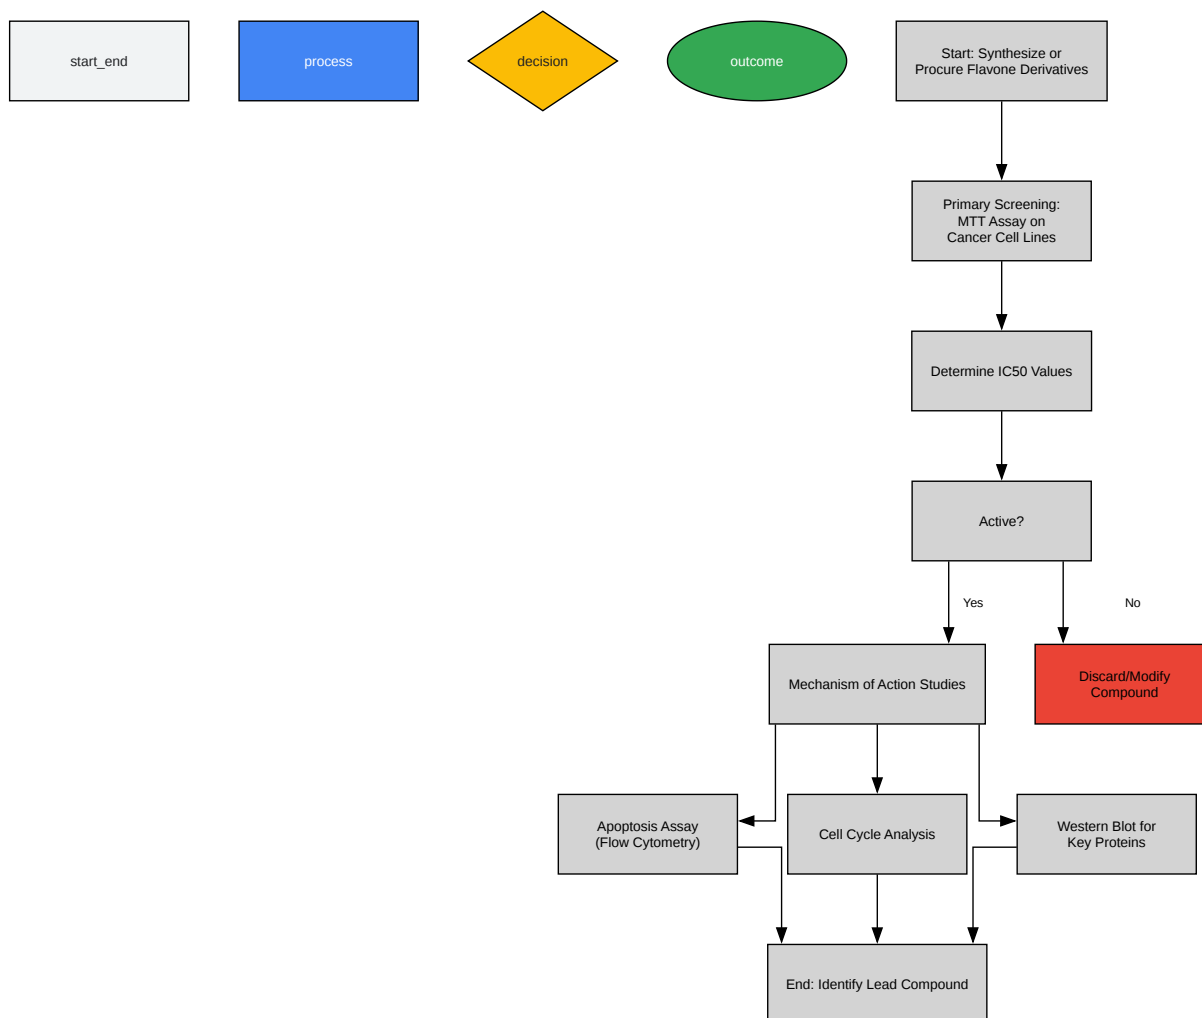 start_end
process
decision
outcome
Start: Synthesize or
Procure Flavone Derivatives
Primary Screening:
MTT Assay on
Cancer Cell Lines
Determine IC50 Values
Active?
Yes
No
Mechanism of Action Studies
Discard/Modify
Compound
Apoptosis Assay
(Flow Cytometry)
Cell Cycle Analysis
Western Blot for
Key Proteins
End: Identify Lead Compound